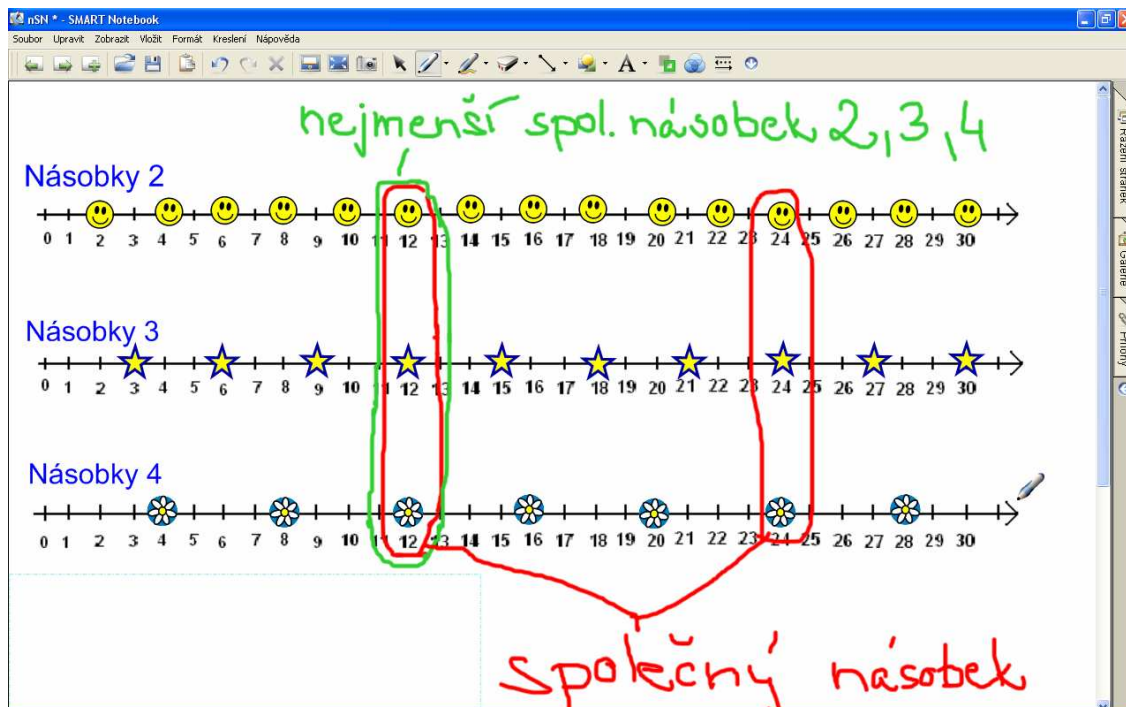 nSN * - SMART Notebook
Soubor Upravit Zobrazit Vložit Formát Kreslení Nápověda
nejmenší spol. násobek 2,3,4
Násobky 2
0 1 2 3 4 5 6 7 8 9 10 11 12 13 14 15 16 17 18 19 20 21 22 23 24 25 26 27 28 29 30
Násobky 3
0 1 2 3 4 5 6 7 8 9 10 11 12 13 14 15 16 17 18 19 20 21 22 23 24 25 26 27 28 29 30
Násobky 4
0 1 2 3 4 5 6 7 8 9 10 11 12 13 14 15 16 17 18 19 20 21 22 23 24 25 26 27 28 29 30
společný násobek
Řazení stránek
Galerie
Přílohy